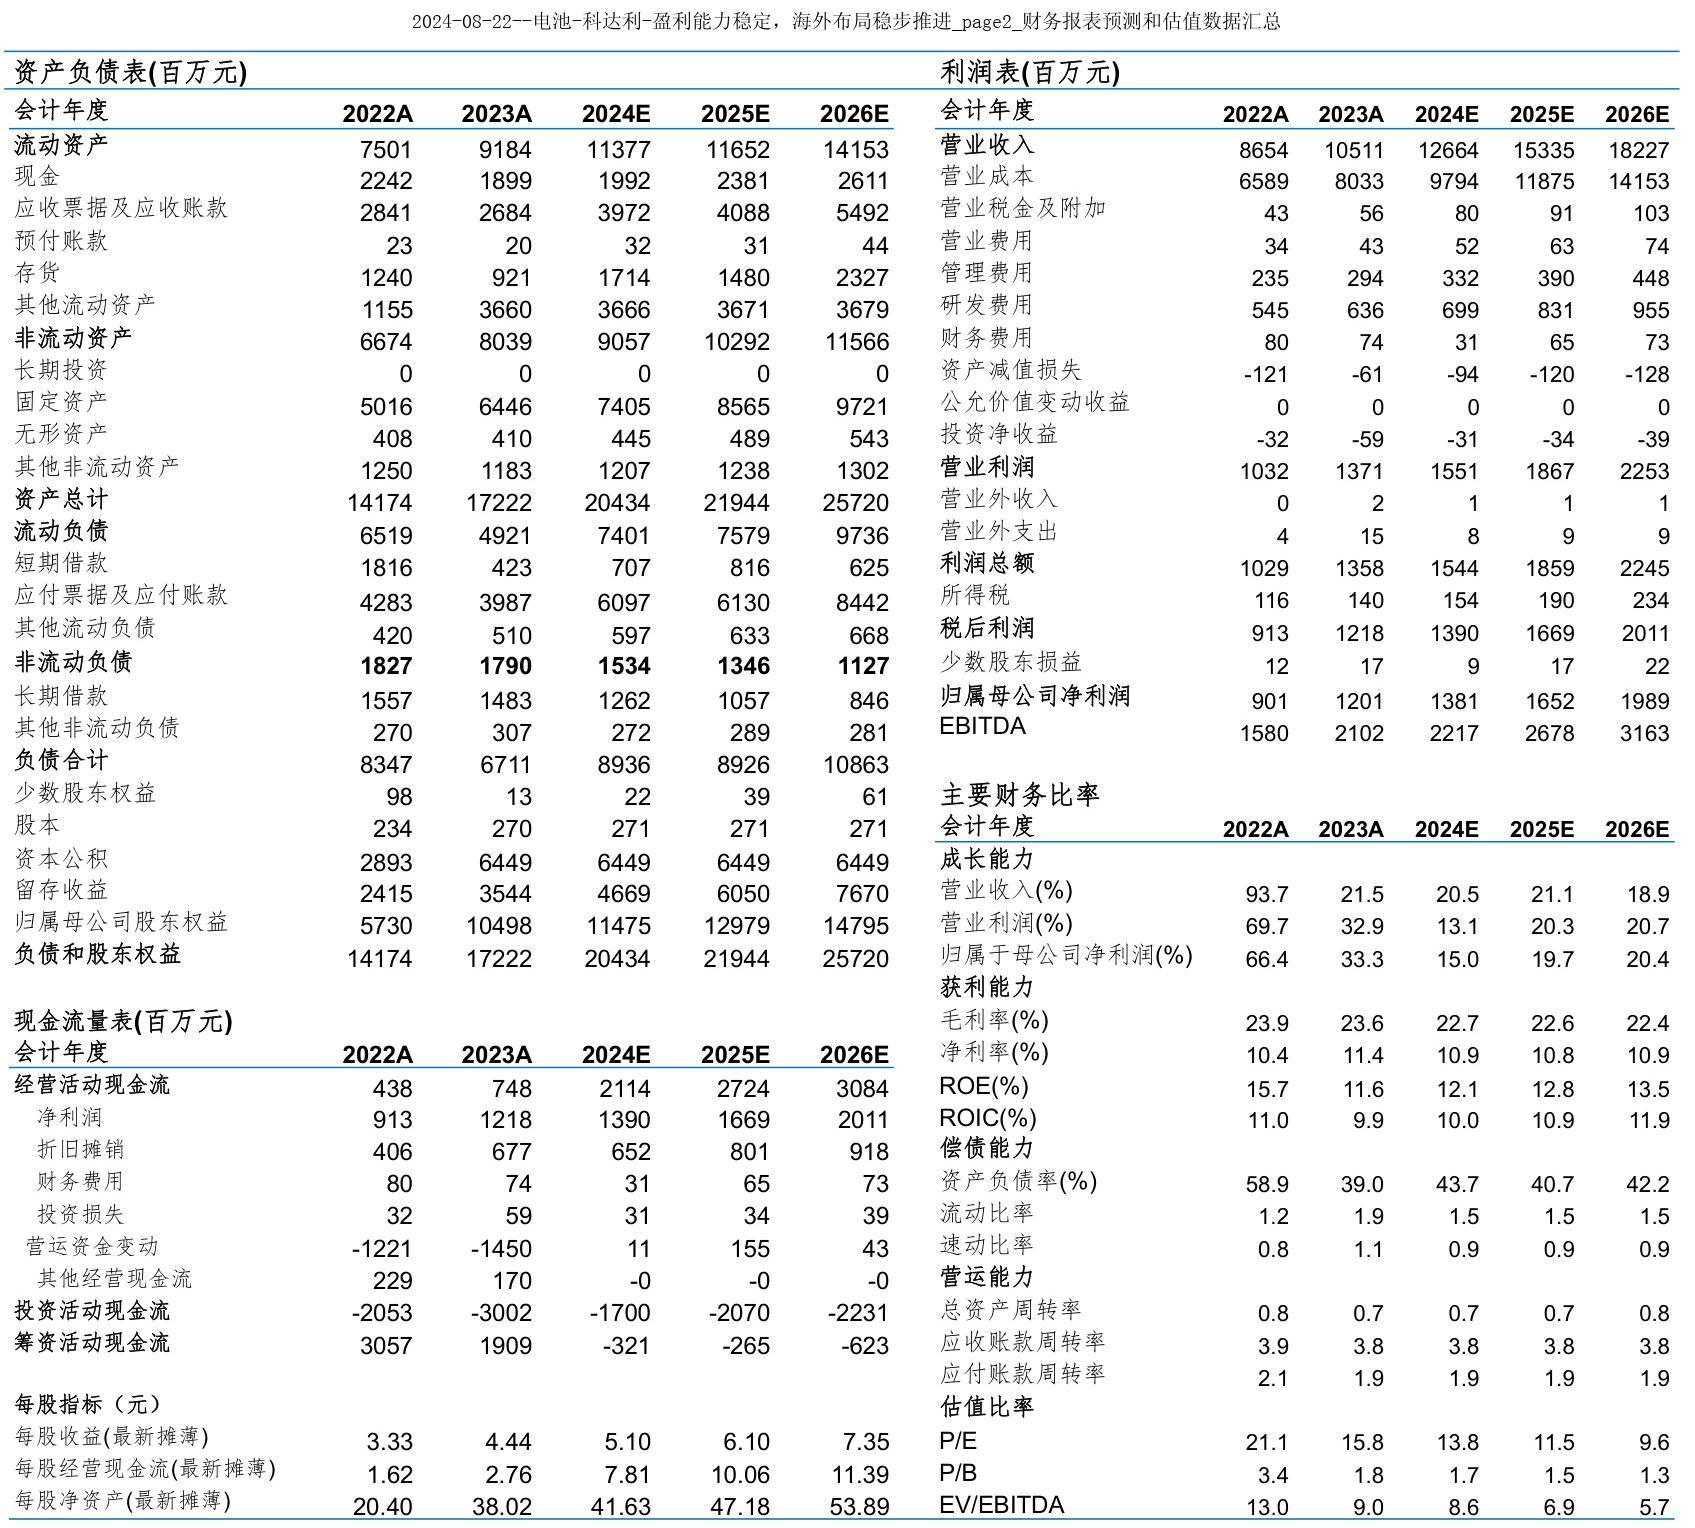 2024-08-22--电池-科达利-盈利能力稳定，海外布局稳步推进_page2_财务报表预测和估值数据汇总
资产负债表(百万元)
会计年度 2022A 2023A 2024E 2025E 2026E
流动资产 7501 9184 11377 11652 14153
现金 2242 1899 1992 2381 2611
应收票据及应收账款 2841 2684 3972 4088 5492
预付账款 23 20 32 31 44
存货 1240 921 1714 1480 2327
其他流动资产 1155 3660 3666 3671 3679
非流动资产 6674 8039 9057 10292 11566
长期投资 0 0 0 0 0
固定资产 5016 6446 7405 8565 9721
无形资产 408 410 445 489 543
其他非流动资产 1250 1183 1207 1238 1302
资产总计 14174 17222 20434 21944 25720
流动负债 6519 4921 7401 7579 9736
短期借款 1816 423 707 816 625
应付票据及应付账款 4283 3987 6097 6130 8442
其他流动负债 420 510 597 633 668
非流动负债 1827 1790 1534 1346 1127
长期借款 1557 1483 1262 1057 846
其他非流动负债 270 307 272 289 281
负债合计 8347 6711 8936 8926 10863
少数股东权益 98 13 22 39 61
股本 234 270 271 271 271
资本公积 2893 6449 6449 6449 6449
留存收益 2415 3544 4669 6050 7670
归属母公司股东权益 5730 10498 11475 12979 14795
负债和股东权益 14174 17222 20434 21944 25720
现金流量表(百万元)
会计年度 2022A 2023A 2024E 2025E 2026E
经营活动现金流 438 748 2114 2724 3084
净利润 913 1218 1390 1669 2011
折旧摊销 406 677 652 801 918
财务费用 80 74 31 65 73
投资损失 32 59 31 34 39
营运资金变动 -1221 -1450 11 155 43
其他经营现金流 229 170 -0 -0 -0
投资活动现金流 -2053 -3002 -1700 -2070 -2231
筹资活动现金流 3057 1909 -321 -265 -623
每股指标（元）
每股收益(最新摊薄) 3.33 4.44 5.10 6.10 7.35
每股经营现金流(最新摊薄) 1.62 2.76 7.81 10.06 11.39
每股净资产(最新摊薄) 20.40 38.02 41.63 47.18 53.89
利润表(百万元)
会计年度 2022A 2023A 2024E 2025E 2026E
营业收入 8654 10511 12664 15335 18227
营业成本 6589 8033 9794 11875 14153
营业税金及附加 43 56 80 91 103
营业费用 34 43 52 63 74
管理费用 235 294 332 390 448
研发费用 545 636 699 831 955
财务费用 80 74 31 65 73
资产减值损失 -121 -61 -94 -120 -128
公允价值变动收益 0 0 0 0 0
投资净收益 -32 -59 -31 -34 -39
营业利润 1032 1371 1551 1867 2253
营业外收入 0 2 1 1 1
营业外支出 4 15 8 9 9
利润总额 1029 1358 1544 1859 2245
所得税 116 140 154 190 234
税后利润 913 1218 1390 1669 2011
少数股东损益 12 17 9 17 22
归属母公司净利润 901 1201 1381 1652 1989
EBITDA 1580 2102 2217 2678 3163
主要财务比率
会计年度 2022A 2023A 2024E 2025E 2026E
成长能力
营业收入(%) 93.7 21.5 20.5 21.1 18.9
营业利润(%) 69.7 32.9 13.1 20.3 20.7
归属于母公司净利润(%) 66.4 33.3 15.0 19.7 20.4
获利能力
毛利率(%) 23.9 23.6 22.7 22.6 22.4
净利率(%) 10.4 11.4 10.9 10.8 10.9
ROE(%) 15.7 11.6 12.1 12.8 13.5
ROIC(%) 11.0 9.9 10.0 10.9 11.9
偿债能力
资产负债率(%) 58.9 39.0 43.7 40.7 42.2
流动比率 1.2 1.9 1.5 1.5 1.5
速动比率 0.8 1.1 0.9 0.9 0.9
营运能力
总资产周转率 0.8 0.7 0.7 0.7 0.8
应收账款周转率 3.9 3.8 3.8 3.8 3.8
应付账款周转率 2.1 1.9 1.9 1.9 1.9
估值比率
P/E 21.1 15.8 13.8 11.5 9.6
P/B 3.4 1.8 1.7 1.5 1.3
EV/EBITDA 13.0 9.0 8.6 6.9 5.7